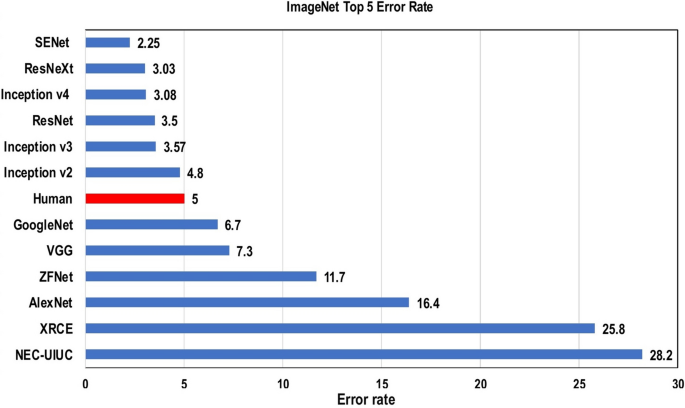 ImageNet Top 5 Error Rate
SENet 2.25
ResNeXt 3.03
Inception v4 3.08
ResNet 3.5
Inception v3 3.57
Inception v2 4.8
Human 5
GoogleNet 6.7
VGG 7.3
ZFNet 11.7
AlexNet 16.4
XRCE 25.8
NEC-UIUC 28.2
0 5 10 15 20 25 30
Error rate